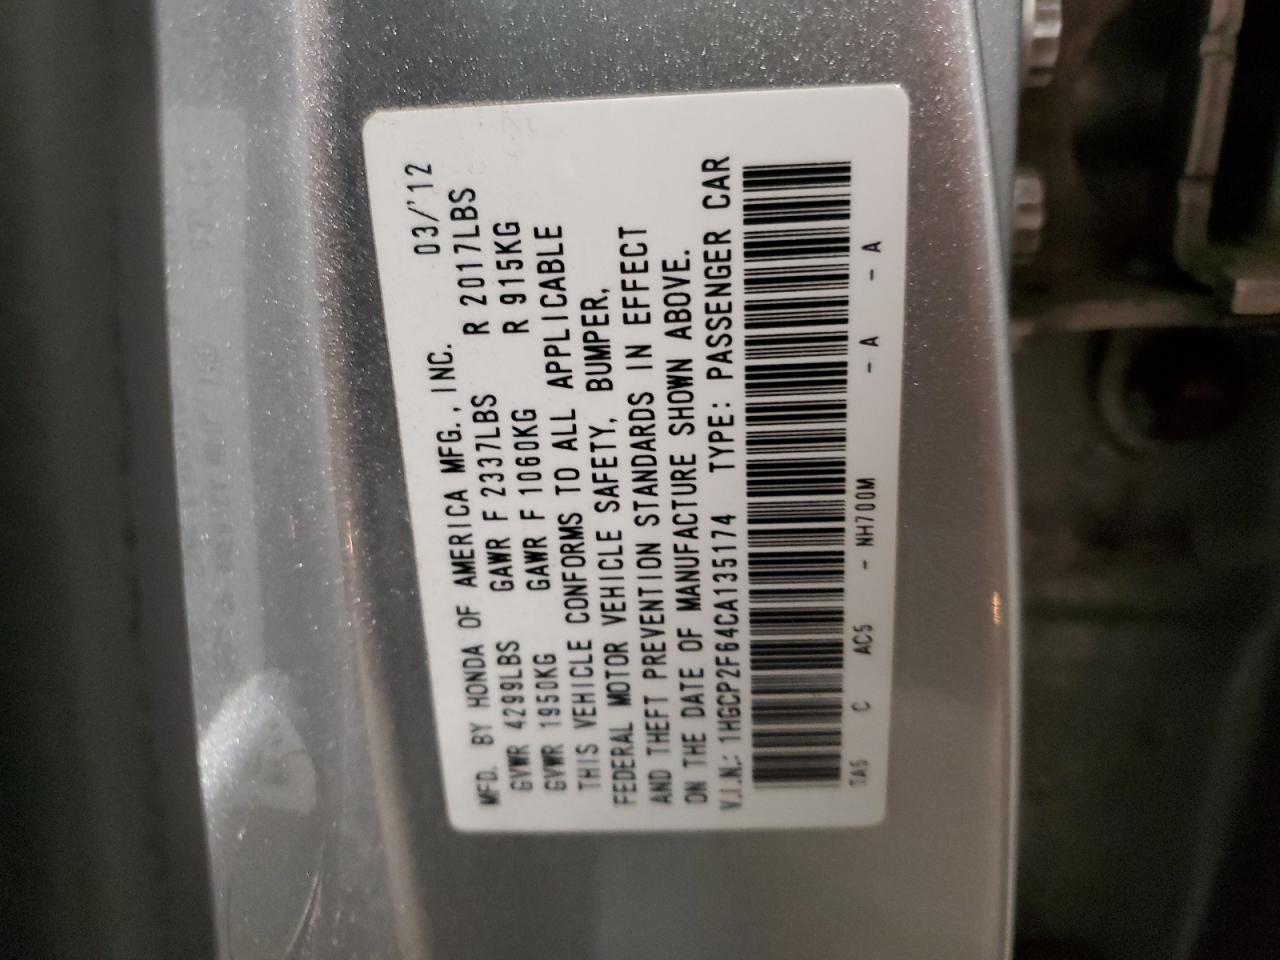 MFD. BY HONDA OF AMERICA MFG., INC. 03/'12
GVWR 4299LBS GAWR F 2337LBS R 2017LBS
GVWR 1950KG GAWR F 1060KG R 915KG
THIS VEHICLE CONFORMS TO ALL APPLICABLE
FEDERAL MOTOR VEHICLE SAFETY, BUMPER,
AND THEFT PREVENTION STANDARDS IN EFFECT
ON THE DATE OF MANUFACTURE SHOWN ABOVE.
V.I.N.: 1HGCP2F64CA135174 TYPE: PASSENGER CAR
TA5 C AC5 - NH700M - A - A